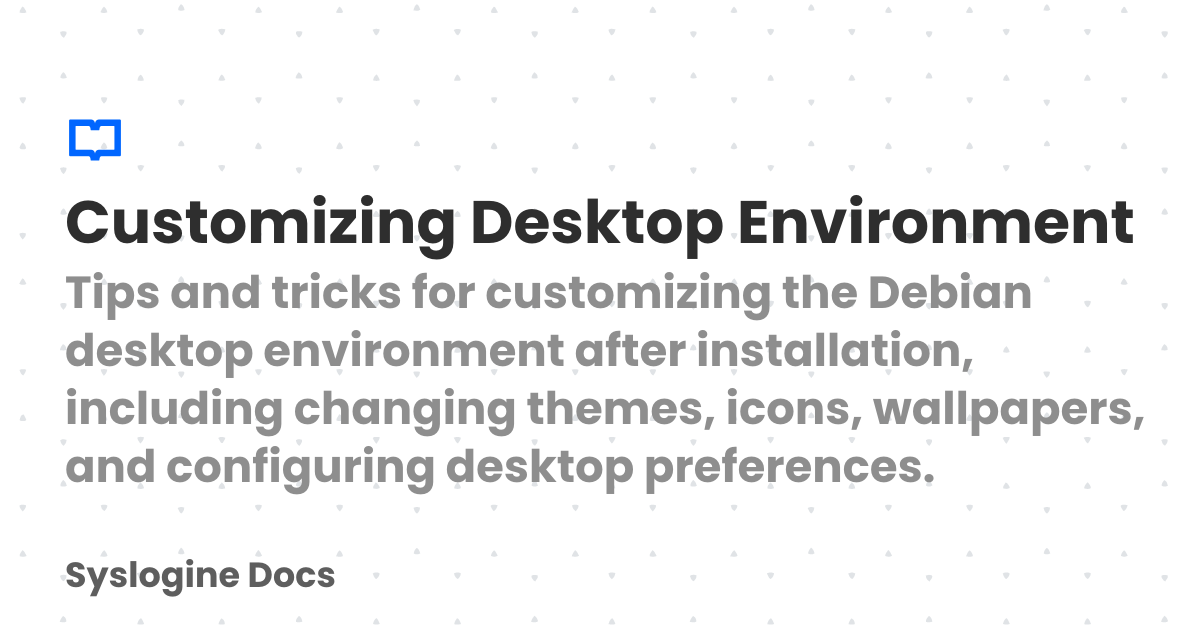 Customizing Desktop Environment
Tips and tricks for customizing the Debian
desktop environment after installation,
including changing themes, icons, wallpapers,
and configuring desktop preferences.
Syslogine Docs